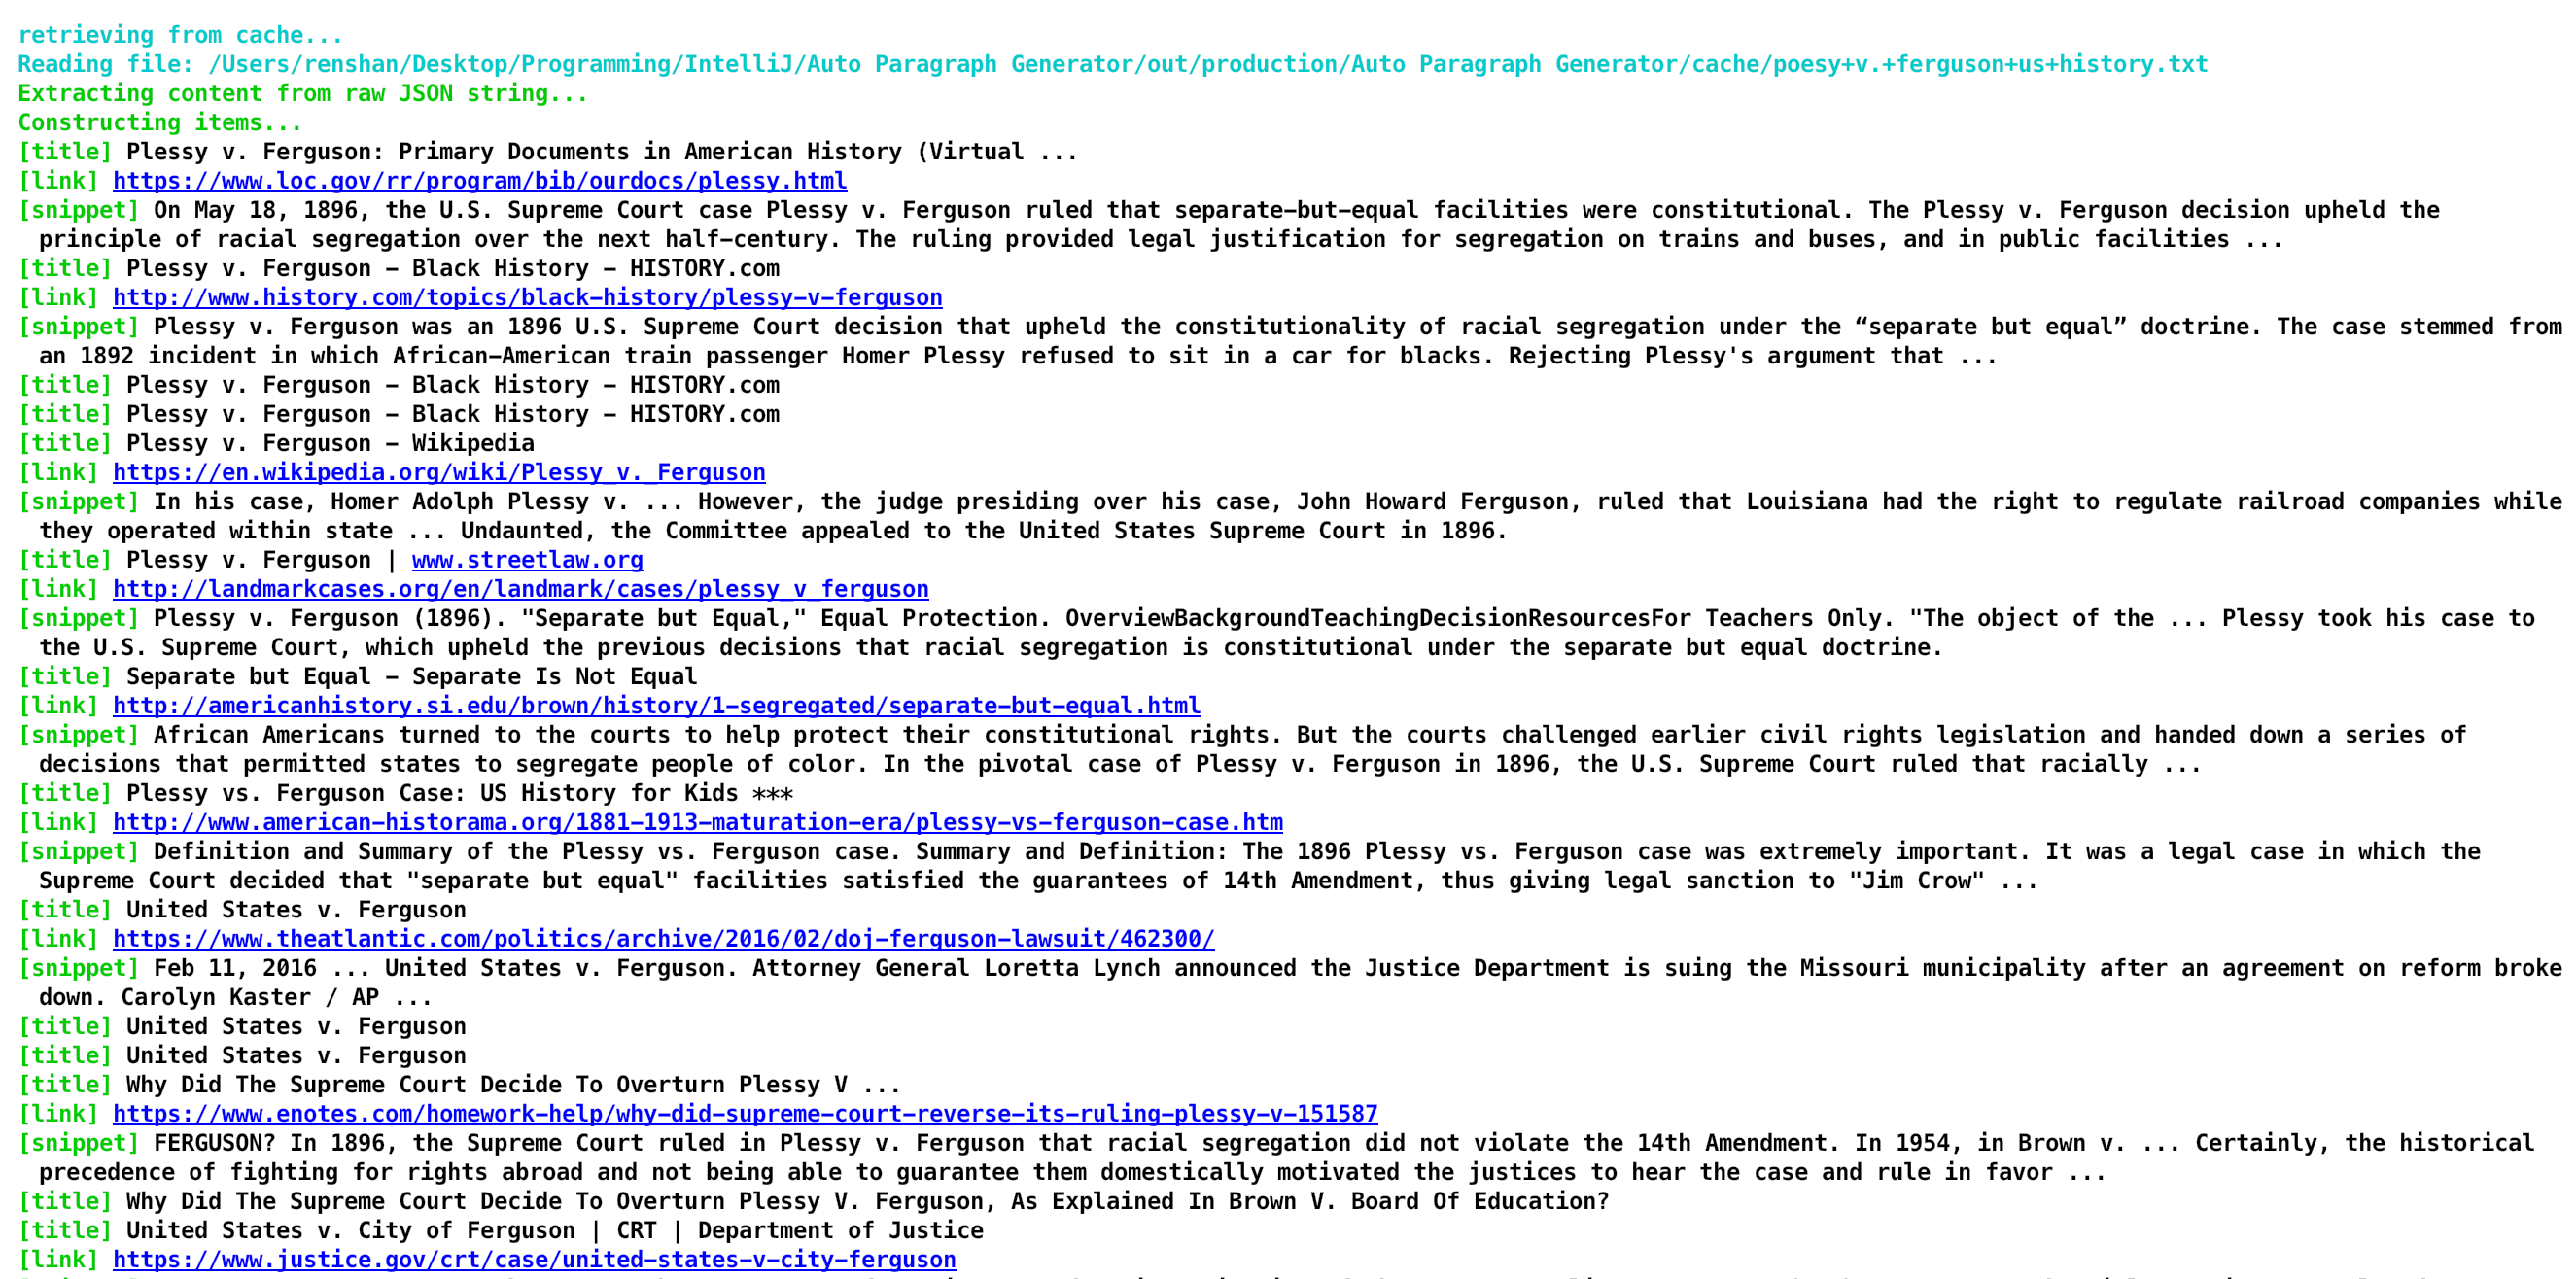 retrieving from cache...
Reading file: /Users/renshan/Desktop/Programming/IntelliJ/Auto Paragraph Generator/out/production/Auto Paragraph Generator/cache/poesy+v.+ferguson+us+history.txt
Extracting content from raw JSON string...
Constructing items...
[title] Plessy v. Ferguson: Primary Documents in American History (Virtual ...
[link] https://www.loc.gov/rr/program/bib/ourdocs/plessy.html
[snippet] On May 18, 1896, the U.S. Supreme Court case Plessy v. Ferguson ruled that separate-but-equal facilities were constitutional. The Plessy v. Ferguson decision upheld the
principle of racial segregation over the next half-century. The ruling provided legal justification for segregation on trains and buses, and in public facilities ...
[title] Plessy v. Ferguson - Black History - HISTORY.com
[link] http://www.history.com/topics/black-history/plessy-v-ferguson
[snippet] Plessy v. Ferguson was an 1896 U.S. Supreme Court decision that upheld the constitutionality of racial segregation under the “separate but equal” doctrine. The case stemmed from
an 1892 incident in which African-American train passenger Homer Plessy refused to sit in a car for blacks. Rejecting Plessy's argument that ...
[title] Plessy v. Ferguson - Black History - HISTORY.com
[title] Plessy v. Ferguson - Black History - HISTORY.com
[title] Plessy v. Ferguson - Wikipedia
[link] https://en.wikipedia.org/wiki/Plessy_v._Ferguson
[snippet] In his case, Homer Adolph Plessy v. ... However, the judge presiding over his case, John Howard Ferguson, ruled that Louisiana had the right to regulate railroad companies while
they operated within state ... Undaunted, the Committee appealed to the United States Supreme Court in 1896.
[title] Plessy v. Ferguson | www.streetlaw.org
[link] http://landmarkcases.org/en/landmark/cases/plessy_v_ferguson
[snippet] Plessy v. Ferguson (1896). "Separate but Equal," Equal Protection. OverviewBackgroundTeachingDecisionResourcesFor Teachers Only. "The object of the ... Plessy took his case to
the U.S. Supreme Court, which upheld the previous decisions that racial segregation is constitutional under the separate but equal doctrine.
[title] Separate but Equal - Separate Is Not Equal
[link] http://americanhistory.si.edu/brown/history/1-segregated/separate-but-equal.html
[snippet] African Americans turned to the courts to help protect their constitutional rights. But the courts challenged earlier civil rights legislation and handed down a series of
decisions that permitted states to segregate people of color. In the pivotal case of Plessy v. Ferguson in 1896, the U.S. Supreme Court ruled that racially ...
[title] Plessy vs. Ferguson Case: US History for Kids ***
[link] http://www.american-historama.org/1881-1913-maturation-era/plessy-vs-ferguson-case.htm
[snippet] Definition and Summary of the Plessy vs. Ferguson case. Summary and Definition: The 1896 Plessy vs. Ferguson case was extremely important. It was a legal case in which the
Supreme Court decided that "separate but equal" facilities satisfied the guarantees of 14th Amendment, thus giving legal sanction to "Jim Crow" ...
[title] United States v. Ferguson
[link] https://www.theatlantic.com/politics/archive/2016/02/doj-ferguson-lawsuit/462300/
[snippet] Feb 11, 2016 ... United States v. Ferguson. Attorney General Loretta Lynch announced the Justice Department is suing the Missouri municipality after an agreement on reform broke
down. Carolyn Kaster / AP ...
[title] United States v. Ferguson
[title] United States v. Ferguson
[title] Why Did The Supreme Court Decide To Overturn Plessy V ...
[link] https://www.enotes.com/homework-help/why-did-supreme-court-reverse-its-ruling-plessy-v-151587
[snippet] FERGUSON? In 1896, the Supreme Court ruled in Plessy v. Ferguson that racial segregation did not violate the 14th Amendment. In 1954, in Brown v. ... Certainly, the historical
precedence of fighting for rights abroad and not being able to guarantee them domestically motivated the justices to hear the case and rule in favor ...
[title] Why Did The Supreme Court Decide To Overturn Plessy V. Ferguson, As Explained In Brown V. Board Of Education?
[title] United States v. City of Ferguson | CRT | Department of Justice
[link] https://www.justice.gov/crt/case/united-states-v-city-ferguson